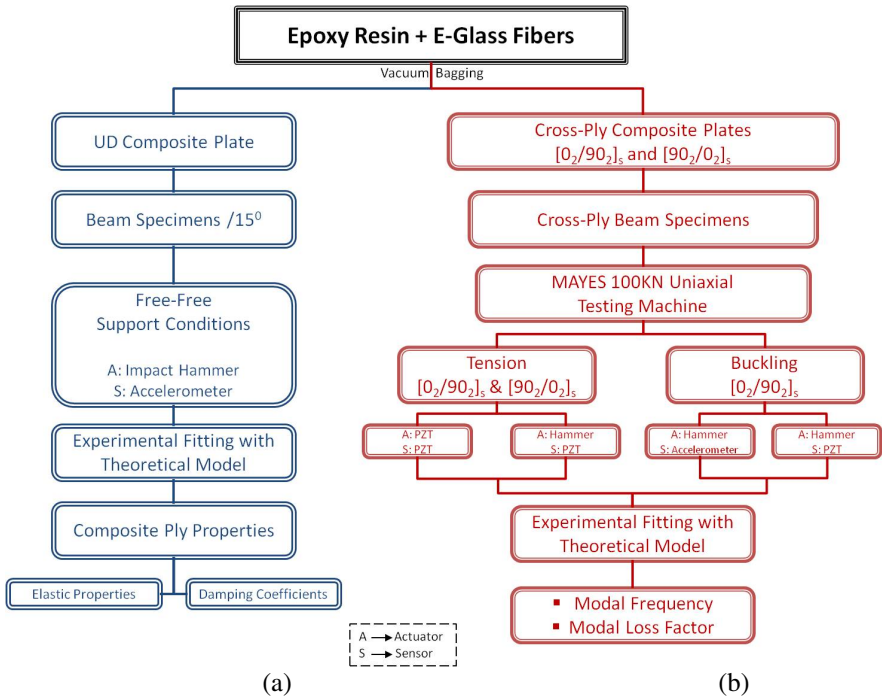 Epoxy Resin + E-Glass Fibers
Vacuum Bagging
UD Composite Plate
Beam Specimens /15⁰
Free-Free
Support Conditions
A: Impact Hammer
S: Accelerometer
Experimental Fitting with
Theoretical Model
Composite Ply Properties
Elastic Properties
Damping Coefficients
Cross-Ply Composite Plates
[0₂/90₂]ₛ and [90₂/0₂]ₛ
Cross-Ply Beam Specimens
MAYES 100KN Uniaxial
Testing Machine
Tension
[0₂/90₂]ₛ & [90₂/0₂]ₛ
Buckling
[0₂/90₂]ₛ
A: PZT
S: PZT
A: Hammer
S: PZT
A: Hammer
S: Accelerometer
A: Hammer
S: PZT
Experimental Fitting with
Theoretical Model
▪ Modal Frequency
▪ Modal Loss Factor
A → Actuator
S → Sensor
(a)
(b)